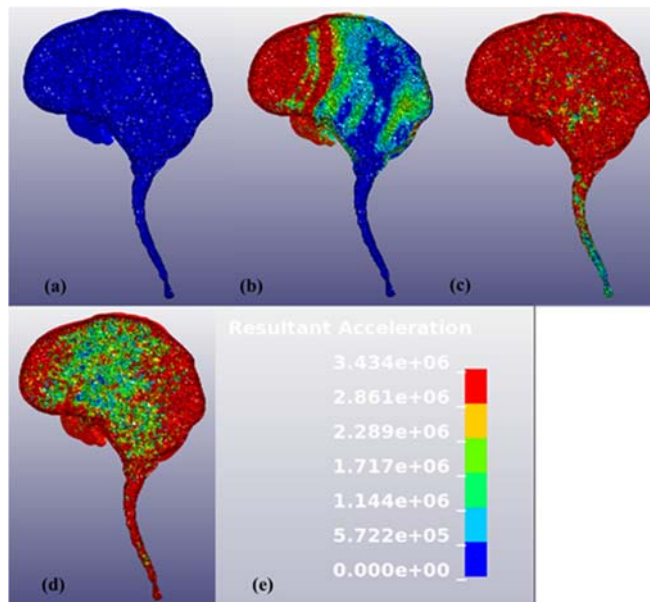 (a)
(b)
(c)
Resultant Acceleration
3.434e+06
2.861e+06
2.289e+06
1.717e+06
1.144e+06
5.722e+05
0.000e+00
(d)
(e)